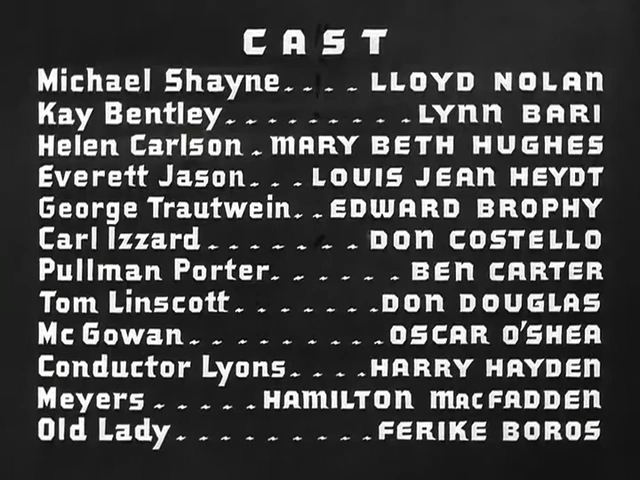 CAST
Michael Shayne.... LLOYD NOLAN
Kay Bentley......... LYNN BARI
Helen Carlson . MARY BETH HUGHES
Everett Jason... LOUIS JEAN HEYDT
George Trautwein.. EDWARD BROPHY
Carl Izzard ....... DON COSTELLO
Pullman Porter...... BEN CARTER
Tom Linscott....... DON DOUGLAS
McGowan......... OSCAR O'SHEA
Conductor Lyons.... HARRY HAYDEN
Meyers ..... HAMILTON MacFADDEN
Old Lady......... FERIKE BOROS